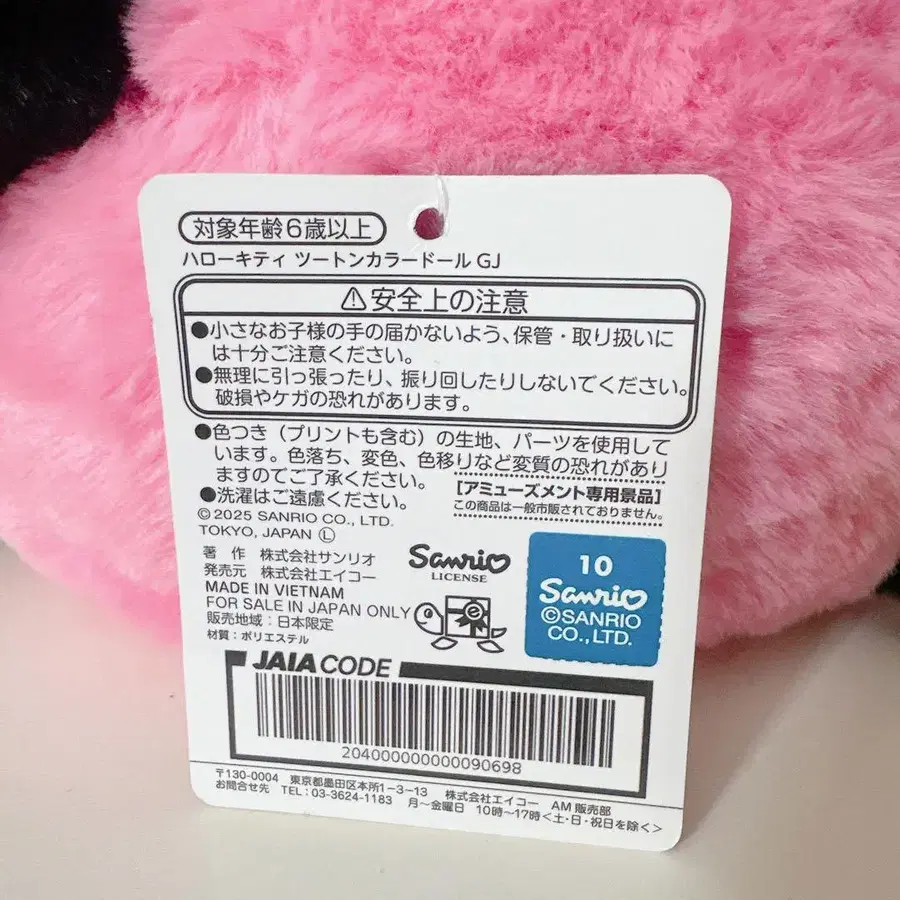 対象年齢6歳以上
ハローキティ ツートンカラードール GJ
⚠安全上の注意
●小さなお子様の手の届かないよう、保管・取り扱いに
は十分ご注意ください。
●無理に引っ張ったり、振り回したりしないでください。
破損やケガの恐れがあります。
●色つき（プリントも含む）の生地、パーツを使用して
います。色落ち、変色、色移りなど変質の恐れがあり
ますのでご了承ください。
●洗濯はご遠慮ください。
[アミューズメント専用景品]
この商品は一般市販されておりません。
©2025 SANRIO CO., LTD.
TOKYO, JAPAN Ⓛ
著 作 株式会社サンリオ
発売元 株式会社エイコー
MADE IN VIETNAM
FOR SALE IN JAPAN ONLY
販売地域：日本限定
材質：ポリエステル
Sanrio
LICENSE
e
10
Sanrio
©SANRIO
CO., LTD.
JAIA CODE
20400000000090698
〒130-0004 東京都墨田区本所1-3-13 株式会社エイコー AM販売部
お問合せ先 TEL：03-3624-1183 月～金曜日 10時～17時<土・日・祝日を除く>